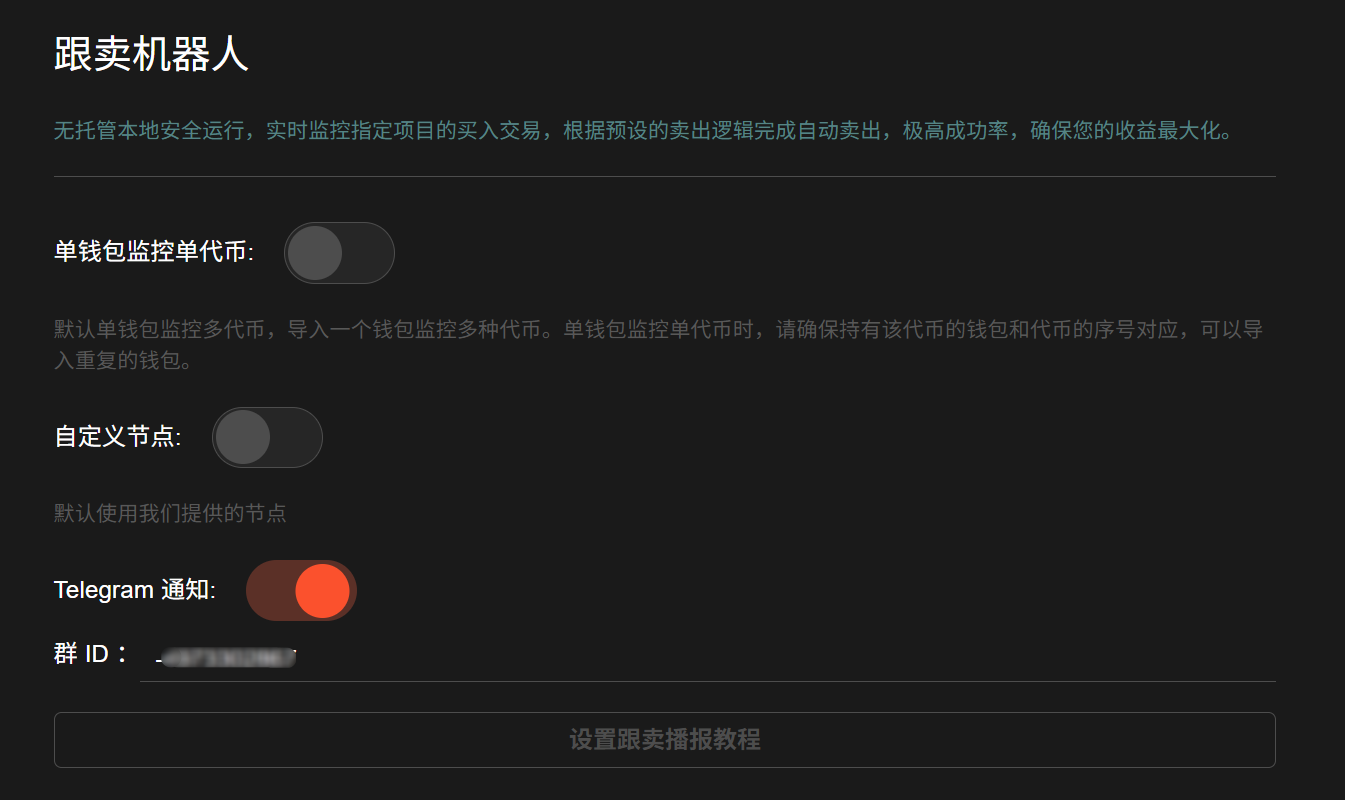 跟卖机器人
无托管本地安全运行，实时监控指定项目的买入交易，根据预设的卖出逻辑完成自动卖出，极高成功率，确保您的收益最大化。
单钱包监控单代币:
默认单钱包监控多代币，导入一个钱包监控多种代币。单钱包监控单代币时，请确保持有该代币的钱包和代币的序号对应，可以导
入重复的钱包。
自定义节点:
默认使用我们提供的节点
Telegram 通知:
群 ID：
设置跟卖播报教程